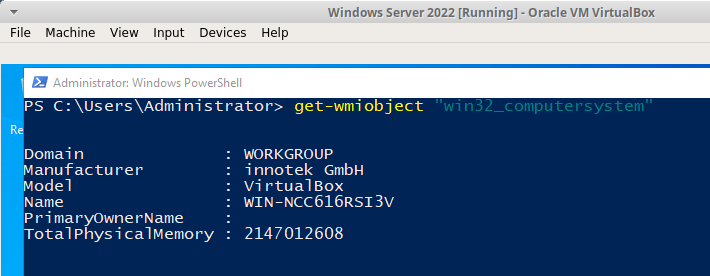 Windows Server 2022 [Running] - Oracle VM VirtualBox
File Machine View Input Devices Help
Administrator: Windows PowerShell
Re
PS C:\Users\Administrator> get-wmiobject "win32_computersystem"
Domain : WORKGROUP
Manufacturer : innotek GmbH
Model : VirtualBox
Name : WIN-NCC616RSI3V
PrimaryOwnerName :
TotalPhysicalMemory : 2147012608